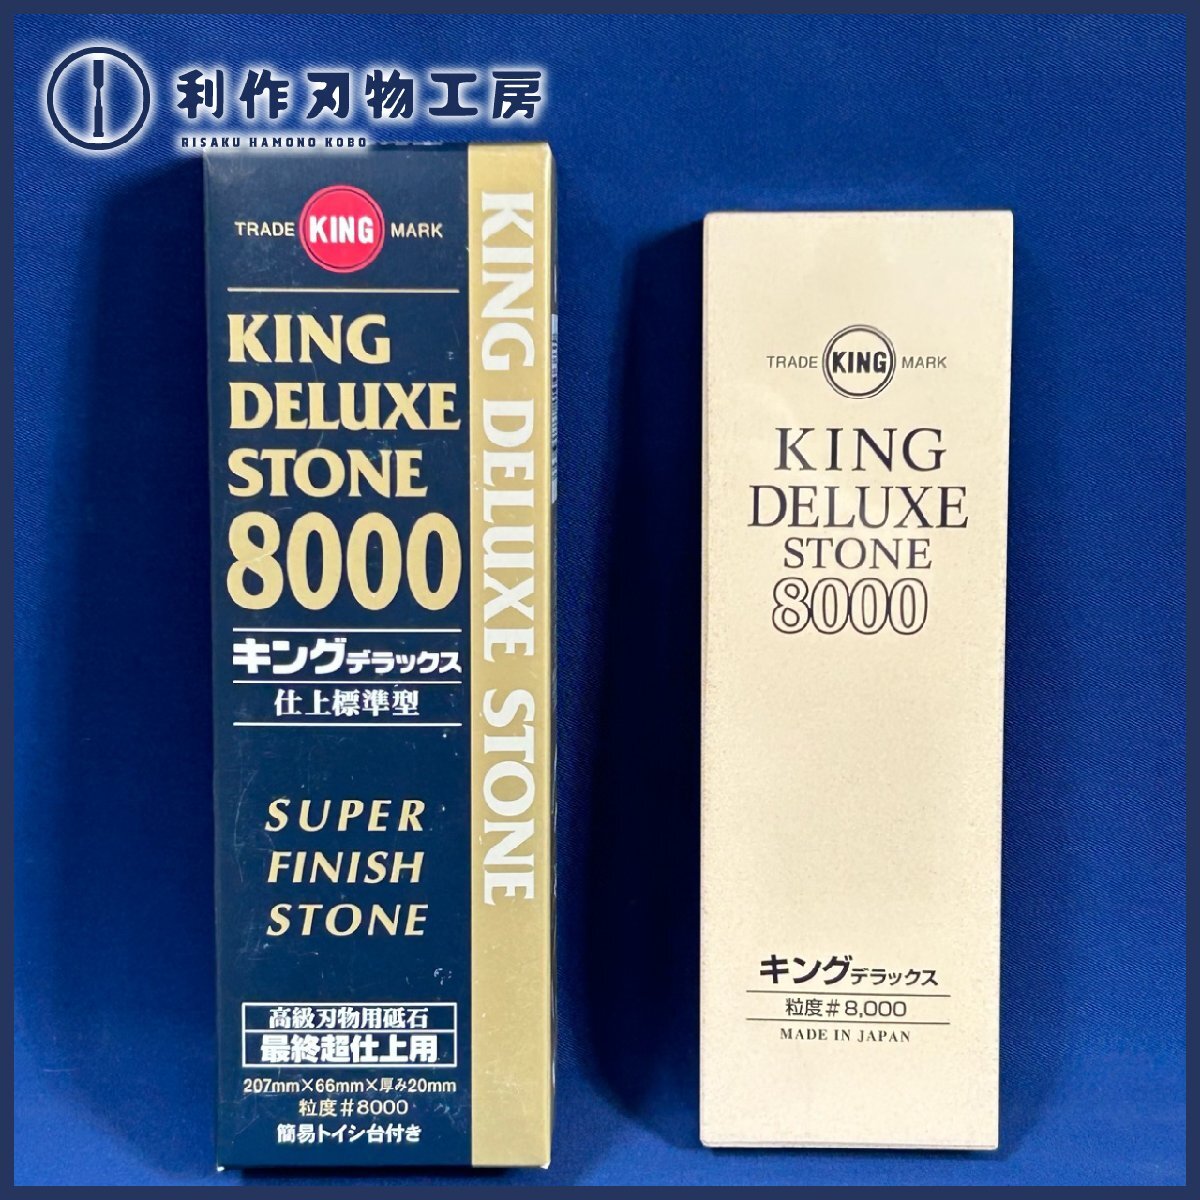 利作刃物工房
RISAKU HAMONO KOBO
TRADE KING MARK
KING
DELUXE
STONE
8000
キングデラックス
仕上標準型
SUPER
FINISH
STONE
高級刃物用砥石
最終超仕上用
207mm×66mm×厚み20mm
粒度#8000
簡易トイシ台付き
KING DELUXE STONE
TRADE KING MARK
KING
DELUXE
STONE
8000
キングデラックス
粒度#8,000
MADE IN JAPAN